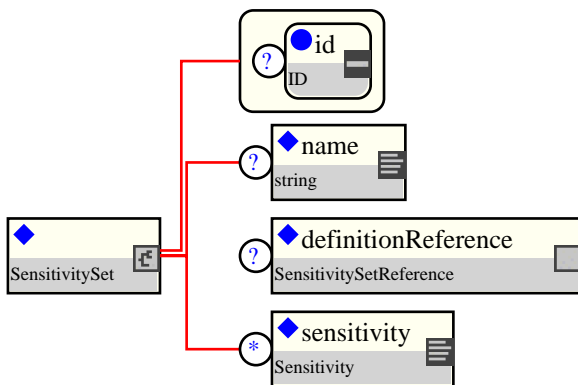 ? id
ID
? name
string
SensitivitySet
? definitionReference
SensitivitySetReference
* sensitivity
Sensitivity